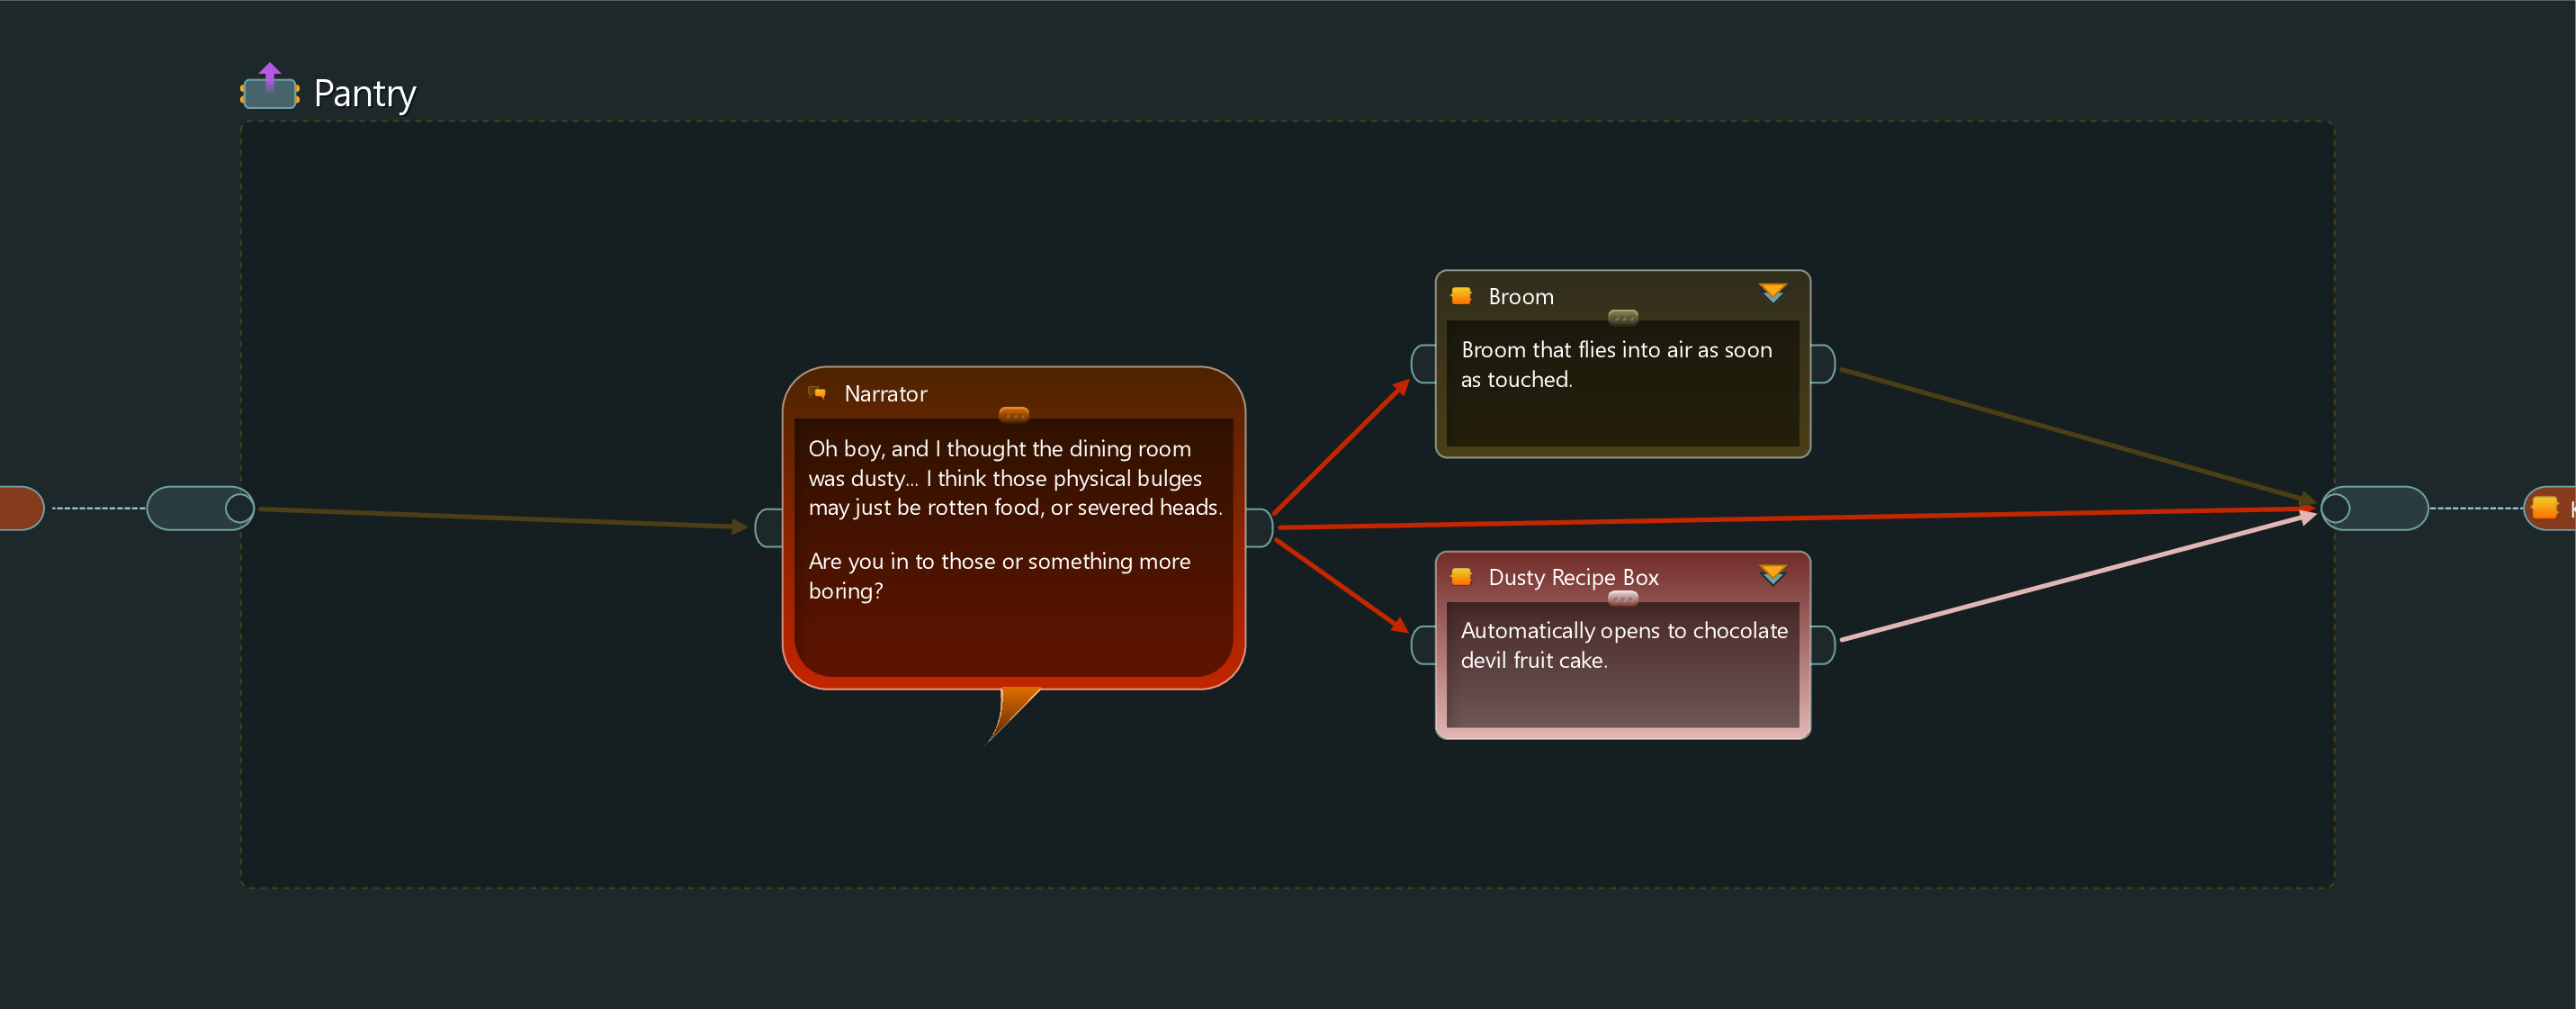 Pantry
Narrator
Oh boy, and I thought the dining room
was dusty... I think those physical bulges
may just be rotten food, or severed heads.
Are you in to those or something more
boring?
Broom
Broom that flies into air as soon
as touched.
Dusty Recipe Box
Automatically opens to chocolate
devil fruit cake.